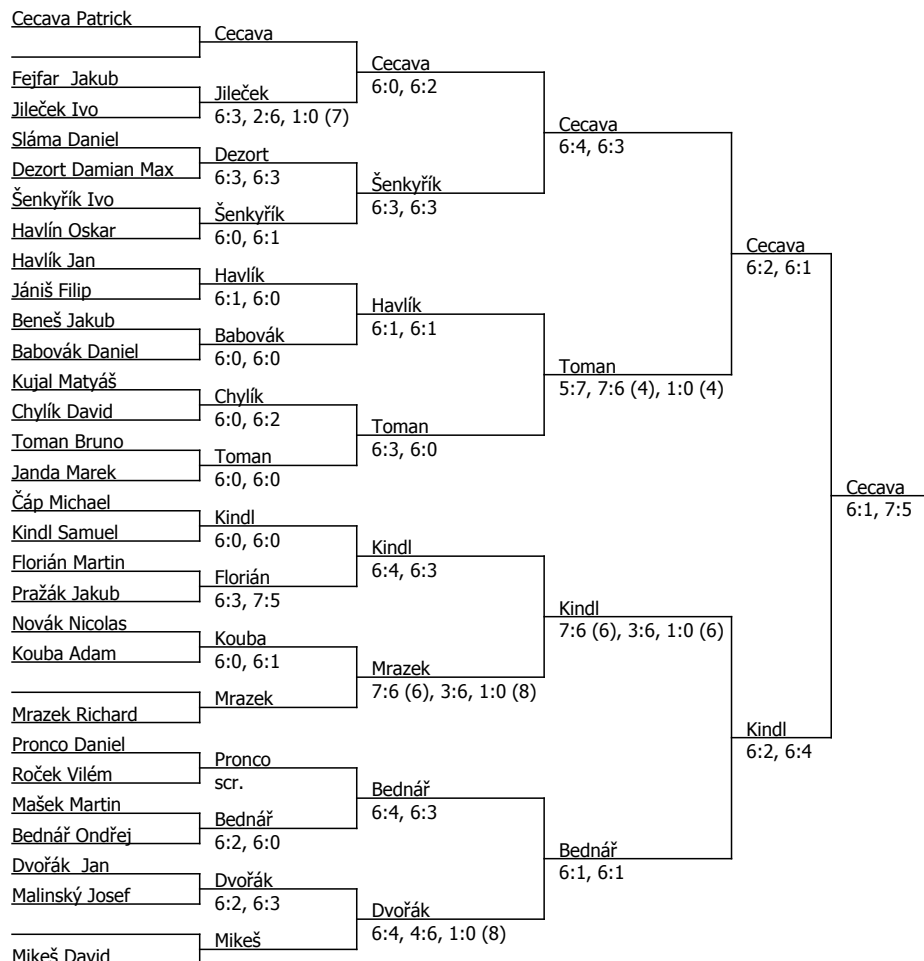 Cecava Patrick
Cecava
Cecava
6:0, 6:2
Fejfar  Jakub
Jileček
6:3, 2:6, 1:0 (7)
Jileček Ivo
Cecava
6:4, 6:3
Sláma Daniel
Dezort
6:3, 6:3
Dezort Damian Max
Šenkyřík
6:3, 6:3
Šenkyřík Ivo
Šenkyřík
6:0, 6:1
Havlín Oskar
Cecava
6:2, 6:1
Havlík Jan
Havlík
6:1, 6:0
Jániš Filip
Havlík
6:1, 6:1
Beneš Jakub
Babovák
6:0, 6:0
Babovák Daniel
Toman
5:7, 7:6 (4), 1:0 (4)
Kujal Matyáš
Chylík
6:0, 6:2
Chylík David
Toman
6:3, 6:0
Toman Bruno
Toman
6:0, 6:0
Janda Marek
Cecava
6:1, 7:5
Čáp Michael
Kindl
6:0, 6:0
Kindl Samuel
Kindl
6:4, 6:3
Florián Martin
Florián
6:3, 7:5
Pražák Jakub
Kindl
7:6 (6), 3:6, 1:0 (6)
Novák Nicolas
Kouba
6:0, 6:1
Kouba Adam
Mrazek
7:6 (6), 3:6, 1:0 (8)
Mrazek
Mrazek Richard
Kindl
6:2, 6:4
Pronco Daniel
Pronco
scr.
Roček Vilém
Bednář
6:4, 6:3
Mašek Martin
Bednář
6:2, 6:0
Bednář Ondřej
Bednář
6:1, 6:1
Dvořák  Jan
Dvořák
6:2, 6:3
Malinský Josef
Dvořák
6:4, 4:6, 1:0 (8)
Mikeš
Mikeš David